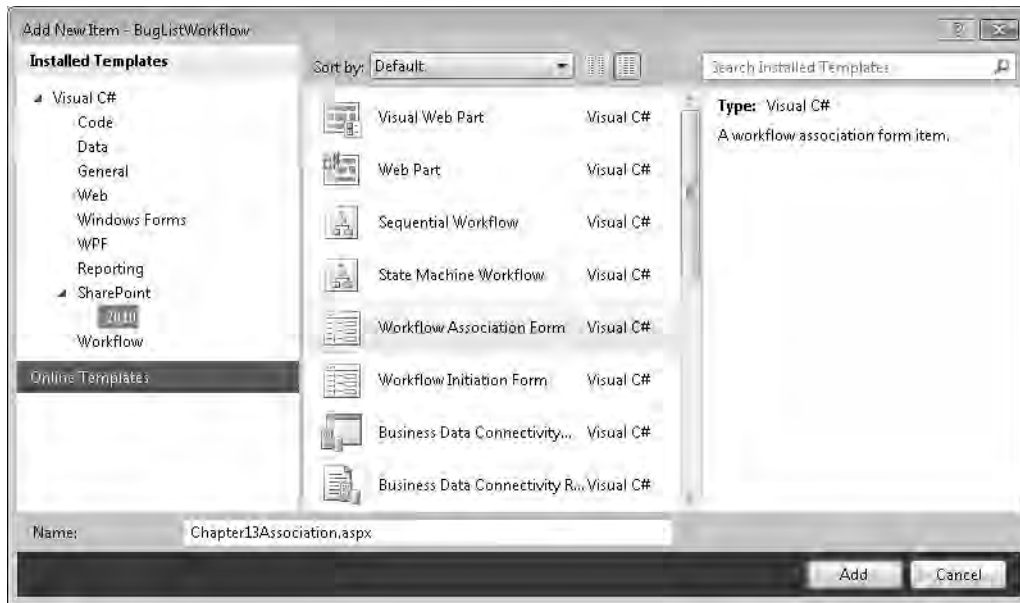 Add New Item - BugListWorkflow
Installed Templates
Visual C#
Code
Data
General
Web
Windows Forms
WPF
Reporting
SharePoint
2010
Workflow
Online Templates
Sort by: Default
Visual Web Part Visual C#
Web Part Visual C#
Sequential Workflow Visual C#
State Machine Workflow Visual C#
Workflow Association Form Visual C#
Workflow Initiation Form Visual C#
Business Data Connectivity... Visual C#
Business Data Connectivity R... Visual C#
Search Installed Templates
Type: Visual C#
A workflow association form item.
Name: Chapter13Association.aspx
Add Cancel